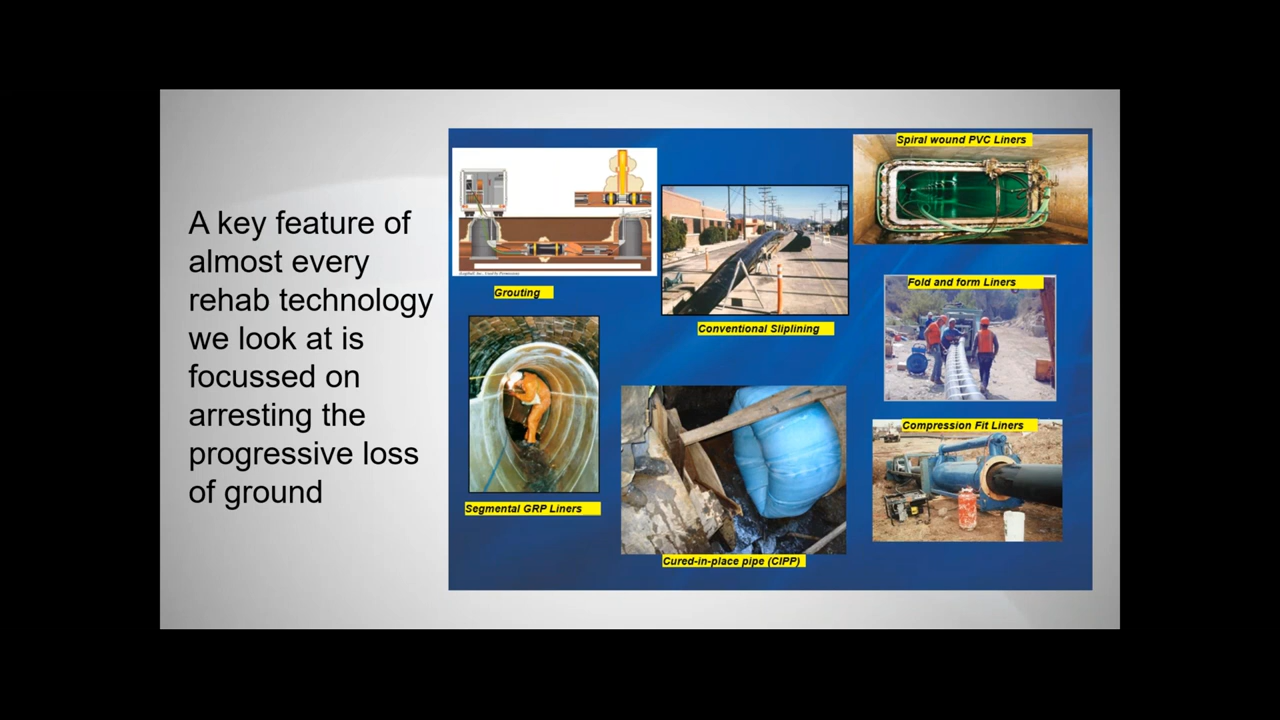 A key feature of
almost every
rehab technology
we look at is
focussed on
arresting the
progressive loss
of ground
Grouting
Conventional Sliplining
Spiral wound PVC Liners
Fold and form Liners
Segmental GRP Liners
Cured-in-place pipe (CIPP)
Compression Fit Liners